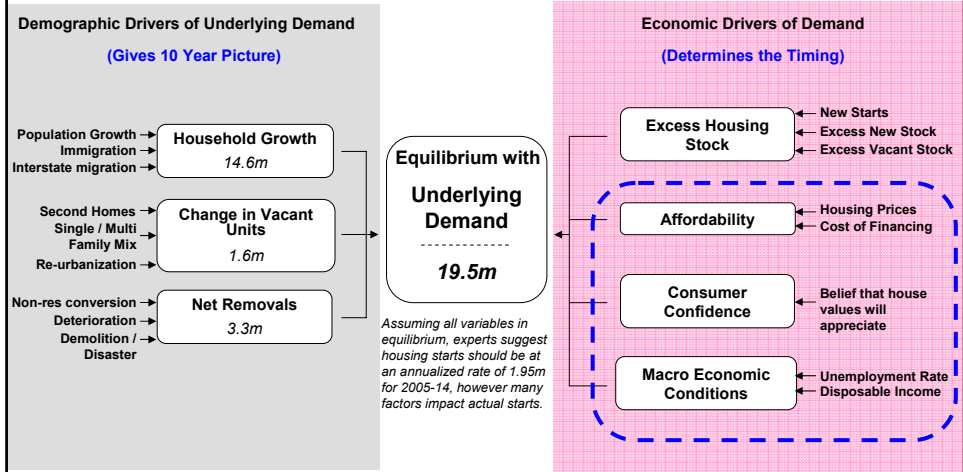 Demographic Drivers of Underlying Demand
(Gives 10 Year Picture)
Population Growth
Immigration
Interstate migration
Household Growth
14.6m
Second Homes
Single / Multi
Family Mix
Re-urbanization
Change in Vacant
Units
1.6m
Non-res conversion
Deterioration
Demolition /
Disaster
Net Removals
3.3m
Equilibrium with
Underlying
Demand
19.5m
Assuming all variables in
equilibrium, experts suggest
housing starts should be at
an annualized rate of 1.95m
for 2005-14, however many
factors impact actual starts.
Economic Drivers of Demand
(Determines the Timing)
Excess Housing
Stock
New Starts
Excess New Stock
Excess Vacant Stock
Affordability
Housing Prices
Cost of Financing
Consumer
Confidence
Belief that house
values will
appreciate
Macro Economic
Conditions
Unemployment Rate
Disposable Income